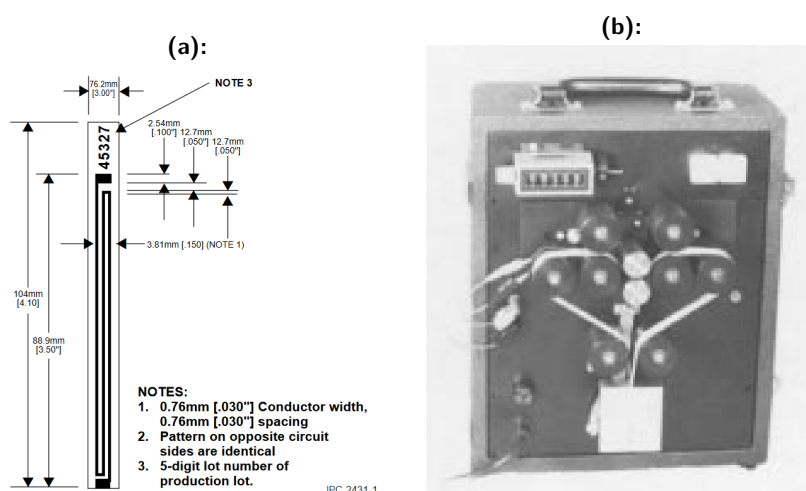 (a):
(b):
76.2mm
[3.00"]
NOTE 3
45327
2.54mm
[.100"]
12.7mm
[.050"]
12.7mm
[.050"]
3.81mm [.150] (NOTE 1)
104mm
[4.10]
88.9mm
[3.50"]
NOTES:
1. 0.76mm [.030"] Conductor width,
0.76mm [.030"] spacing
2. Pattern on opposite circuit
sides are identical
3. 5-digit lot number of
production lot.
IPC-2431-1